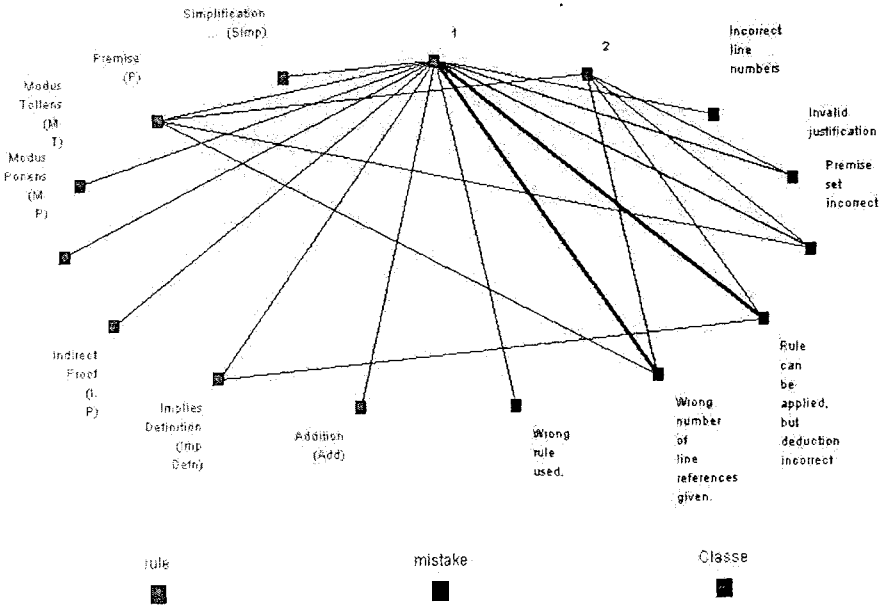 Simplification
... (Simp)
1
2
Incorrect
line
numbers
Premise
(P)
Modus
Tollens
(M.
T)
Invalid
justification
Modus
Ponens
(M.
P)
Premise
set
incorrect
Indirect
Proof
(I.
P)
Implies
Definition
(Imp
Defn)
Addition
(Add)
Wrong
rule
used.
Wrong
number
of
line
references
given.
Rule
can
be
applied,
but
deduction
incorrect
rule
mistake
Classe